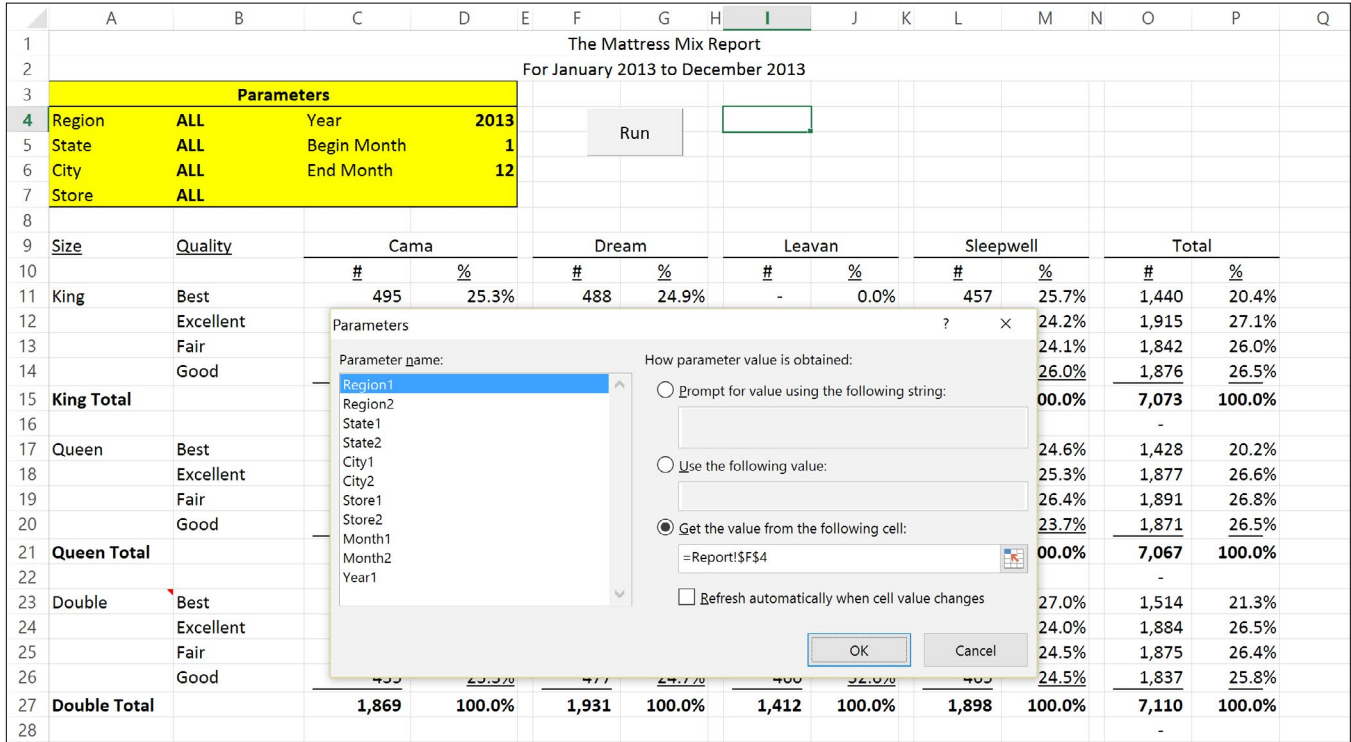 A B C D E F G H I J K L M N O P Q
1 The Mattress Mix Report
2 For January 2013 to December 2013
3 Parameters
4 Region ALL Year 2013
Run
5 State ALL Begin Month 1
6 City ALL End Month 12
7 Store ALL
8
9 Size Quality Cama Dream Leavan Sleepwell Total
10 # % # % # % # % # %
11 King Best 495 25.3% 488 24.9% - 0.0% 457 25.7% 1,440 20.4%
12 Excellent 24.2% 1,915 27.1%
13 Fair 24.1% 1,842 26.0%
14 Good 26.0% 1,876 26.5%
15 King Total 00.0% 7,073 100.0%
16 -
17 Queen Best 24.6% 1,428 20.2%
18 Excellent 25.3% 1,877 26.6%
19 Fair 26.4% 1,891 26.8%
20 Good 23.7% 1,871 26.5%
21 Queen Total 00.0% 7,067 100.0%
22 -
23 Double Best 27.0% 1,514 21.3%
24 Excellent 24.0% 1,884 26.5%
25 Fair 24.5% 1,875 26.4%
26 Good 24.5% 1,837 25.8%
27 Double Total 1,869 100.0% 1,931 100.0% 1,412 100.0% 1,898 100.0% 7,110 100.0%
28 -
Parameters ? ×
Parameter name:
Region1
Region2
State1
State2
City1
City2
Store1
Store2
Month1
Month2
Year1
How parameter value is obtained:
Prompt for value using the following string:
Use the following value:
Get the value from the following cell:
=Report!$F$4
Refresh automatically when cell value changes
OK Cancel